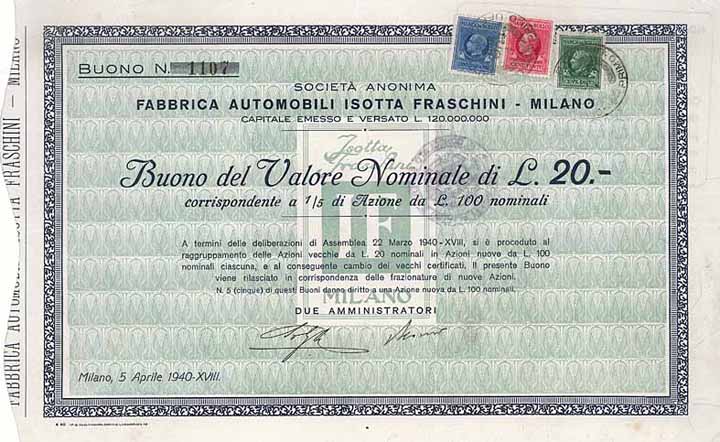 BUONO N. 1107
SOCIETÀ ANONIMA
FABBRICA AUTOMOBILI ISOTTA FRASCHINI - MILANO
CAPITALE EMESSO E VERSATO L. 120.000.000
Isotta
Fraschini
Buono del Valore Nominale di L. 20.-
corrispondente a 1/5 di Azione da L. 100 nominali
IF
A termini delle deliberazioni di Assemblea 22 Marzo 1940-XVIII, si è proceduto al
raggruppamento delle Azioni vecchie da L. 20 nominali in Azioni nuove da L. 100
nominali ciascuna, e al conseguente cambio dei vecchi certificati. Il presente Buono
viene rilasciato in corrispondenza delle frazionature di nuove Azioni.
N. 5 (cinque) di questi Buoni danno diritto a una Azione nuova da L. 100 nominali.
MILANO
DUE AMMINISTRATORI
Milano, 5 Aprile 1940-XVIII.
FABBRICA AUTOMOBILI ISOTTA FRASCHINI — MILANO